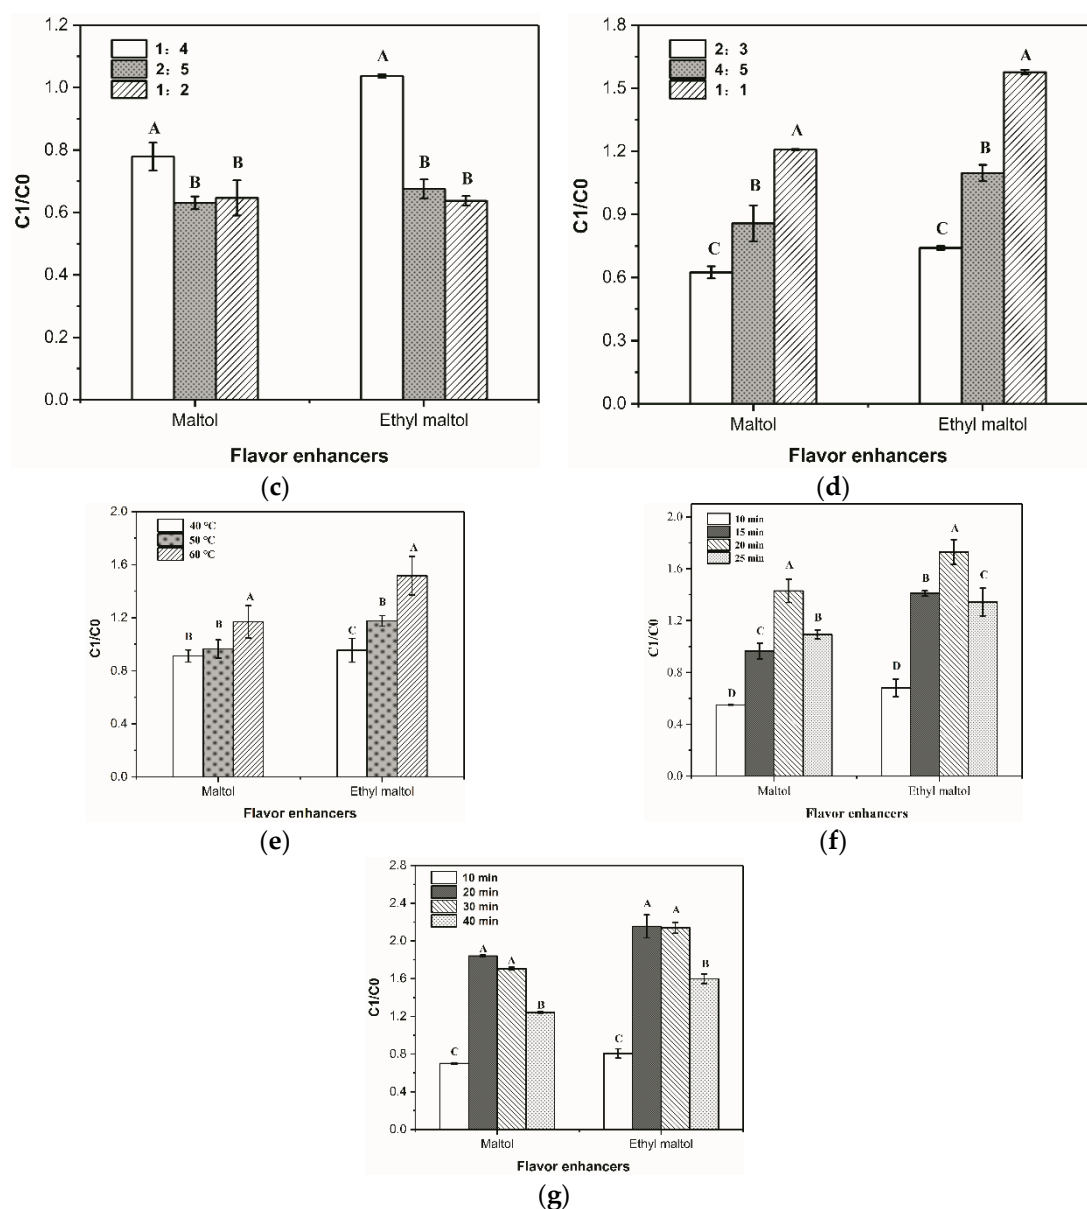 1.2
1.0
0.8
0.6
0.4
0.2
0.0
C1/C0
1: 4
2: 5
1: 2
A
B
B
A
B
B
Maltol
Ethyl maltol
Flavor enhancers
(c)
1.8
1.5
1.2
0.9
0.6
0.3
0.0
C1/C0
2: 3
4: 5
1: 1
C
B
A
C
B
A
Maltol
Ethyl maltol
Flavor enhancers
(d)
2.0
1.6
1.2
0.8
0.4
0.0
C1/C0
40 °C
50 °C
60 °C
B
B
A
C
B
A
Maltol
Ethyl maltol
Flavor enhancers
(e)
2.0
1.6
1.2
0.8
0.4
0.0
C1/C0
10 min
15 min
20 min
25 min
D
C
A
B
D
B
A
C
Maltol
Ethyl maltol
Flavor enhancers
(f)
2.8
2.4
2.0
1.6
1.2
0.8
0.4
0.0
C1/C0
10 min
20 min
30 min
40 min
C
A
A
B
C
A
A
B
Maltol
Ethyl maltol
Flavor enhancers
(g)